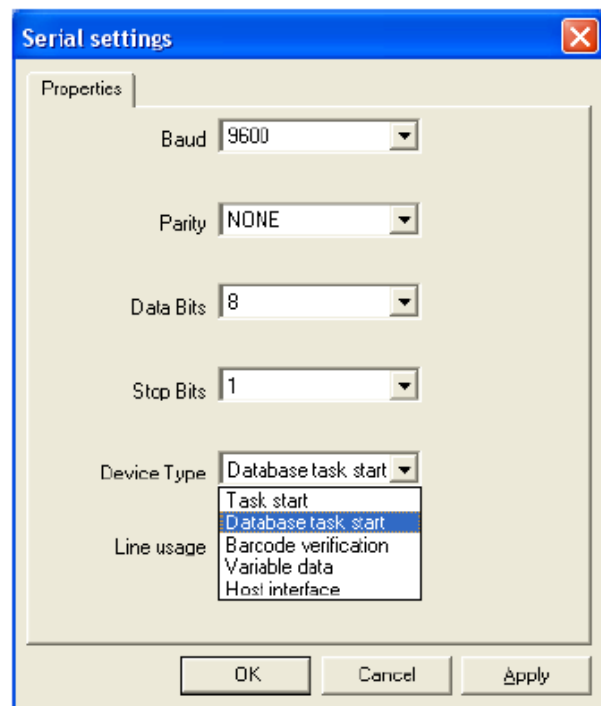 Serial settings
Properties
Baud 9600
Parity NONE
Data Bits 8
Stop Bits 1
Device Type Database task start
Task start
Database task start
Line usage Barcode verification
Variable data
Host interface
OK Cancel Apply